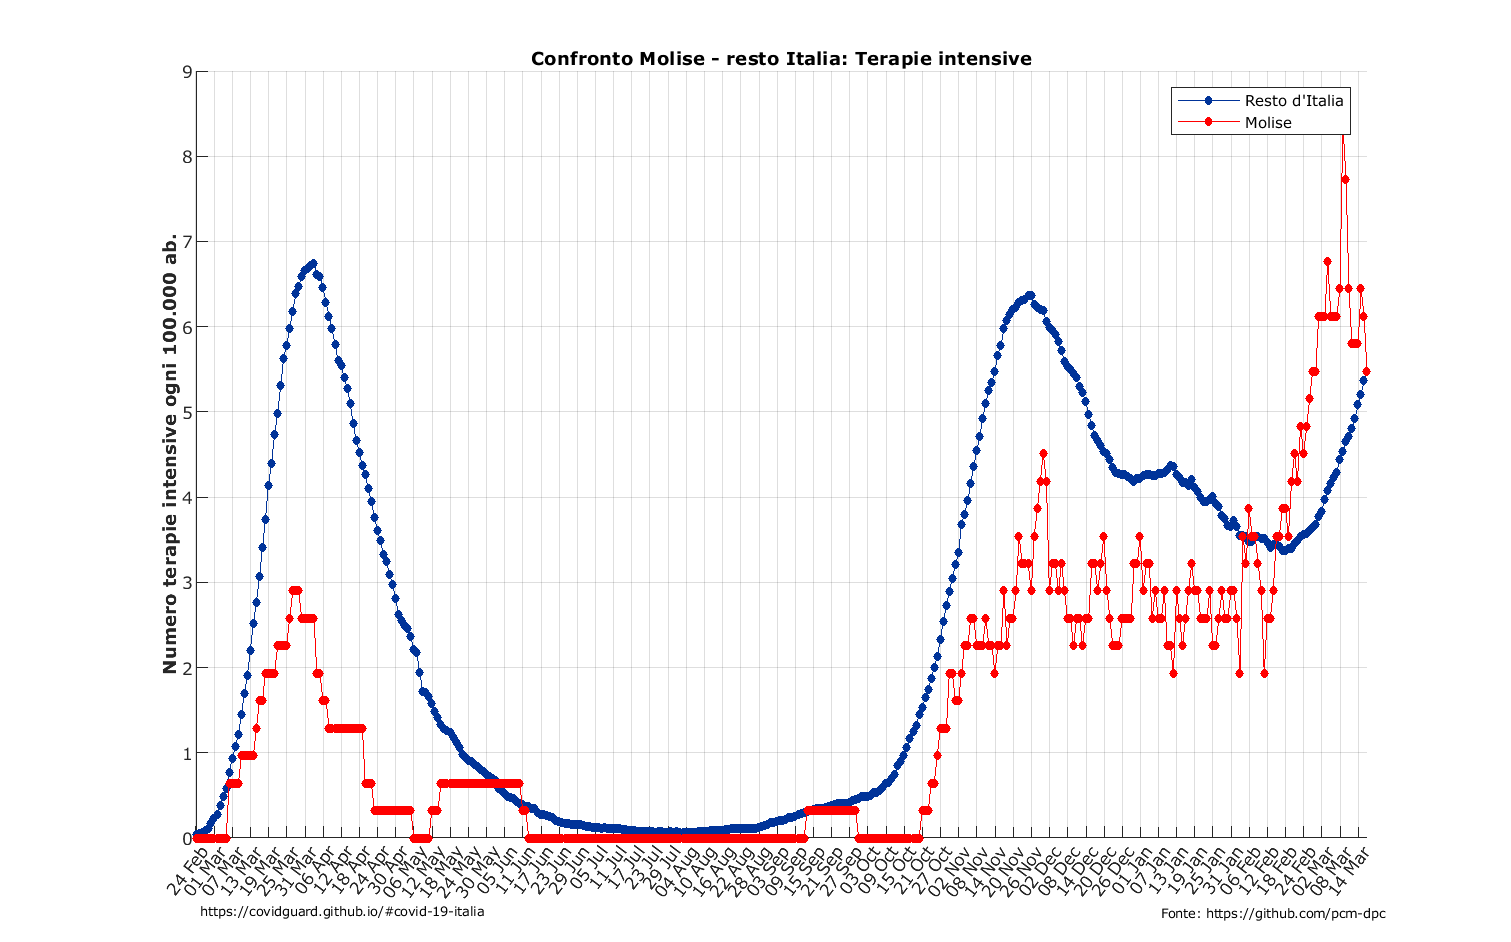 Confronto Molise - resto Italia: Terapie intensive
Resto d'Italia
Molise
Numero terapie intensive ogni 100.000 ab.
9
8
7
6
5
4
3
2
1
0
24 Feb
01 Mar
07 Mar
13 Mar
19 Mar
25 Mar
31 Mar
06 Apr
12 Apr
18 Apr
24 Apr
30 Apr
06 May
12 May
18 May
24 May
30 May
05 Jun
11 Jun
17 Jun
23 Jun
29 Jun
05 Jul
11 Jul
17 Jul
23 Jul
29 Jul
04 Aug
10 Aug
16 Aug
22 Aug
28 Aug
03 Sep
09 Sep
15 Sep
21 Sep
27 Sep
03 Oct
09 Oct
15 Oct
21 Oct
27 Oct
02 Nov
08 Nov
14 Nov
20 Nov
26 Nov
02 Dec
08 Dec
14 Dec
20 Dec
26 Dec
01 Jan
07 Jan
13 Jan
19 Jan
25 Jan
31 Jan
06 Feb
12 Feb
18 Feb
24 Feb
02 Mar
08 Mar
14 Mar
https://covidguard.github.io/#covid-19-italia
Fonte: https://github.com/pcm-dpc